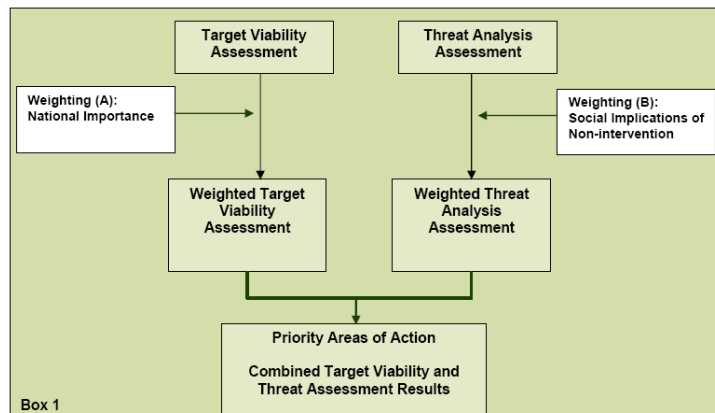 Target Viability
Assessment
Threat Analysis
Assessment
Weighting (A):
National Importance
Weighting (B):
Social Implications of
Non-intervention
Weighted Target
Viability
Assessment
Weighted Threat
Analysis
Assessment
Priority Areas of Action
Combined Target Viability and
Threat Assessment Results
Box 1